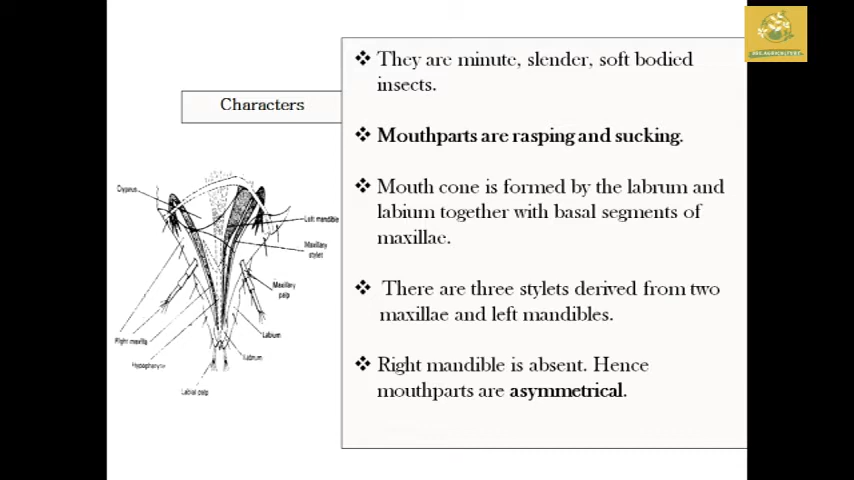 Characters
❖ They are minute, slender, soft bodied
insects.
❖ Mouthparts are rasping and sucking.
❖ Mouth cone is formed by the labrum and
labium together with basal segments of
maxillae.
❖ There are three stylets derived from two
maxillae and left mandibles.
❖ Right mandible is absent. Hence
mouthparts are asymmetrical.
Clypeus
Left mandible
Maxillary
stylet
Maxillary
palp
Labium
Labrum
Right maxilla
Hypopharynx
Labial palp